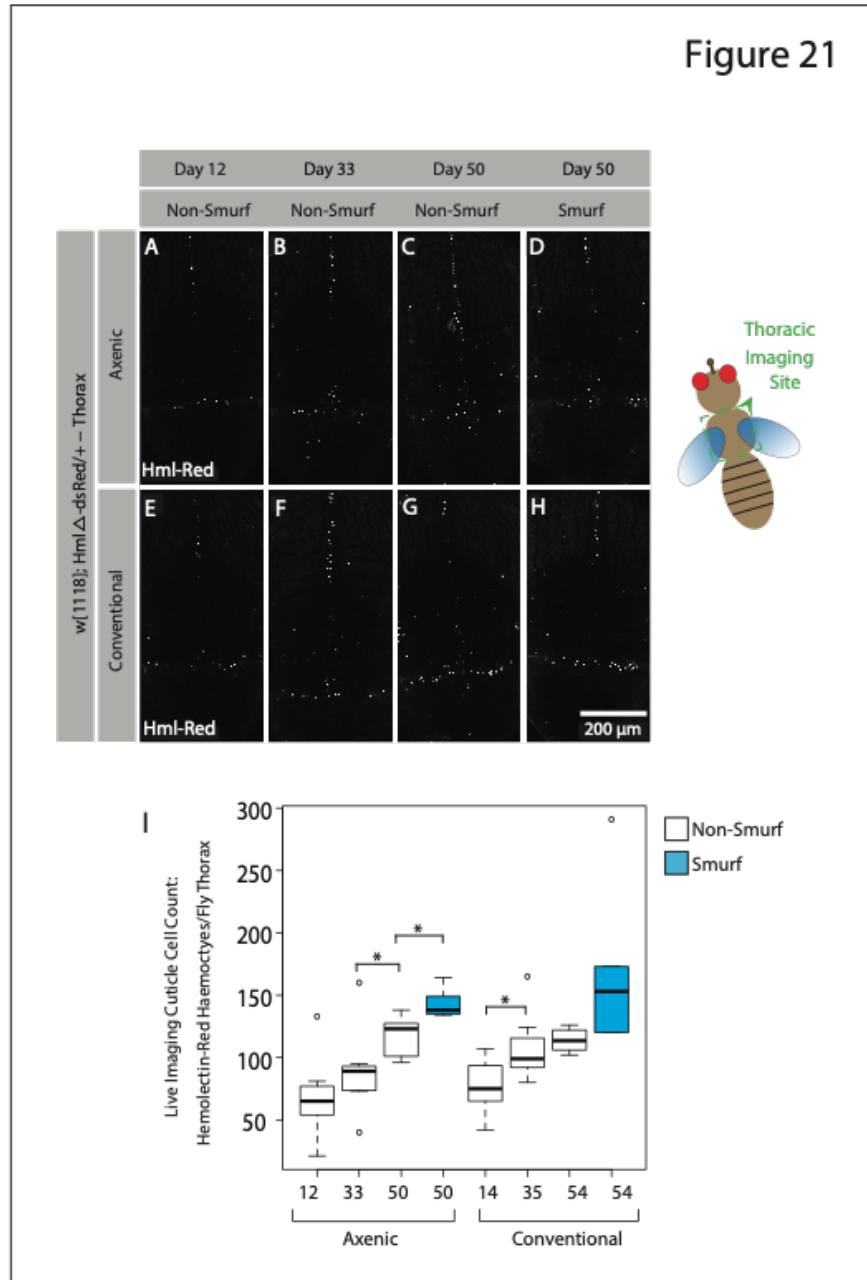 Figure 21
Day 12 Day 33 Day 50 Day 50
Non-Smurf Non-Smurf Non-Smurf Smurf
w[1118]; Hml△-dsRed/+ – Thorax
Axenic
A B C D
Hml-Red
Conventional
E F G H
Hml-Red
200 µm
Thoracic
Imaging
Site
I
Live Imaging Cuticle Cell Count:
Hemolectin-Red Haemoctyes/Fly Thorax
300
250
200
150
100
50
* * *
Non-Smurf
Smurf
12 33 50 50 14 35 54 54
Axenic Conventional